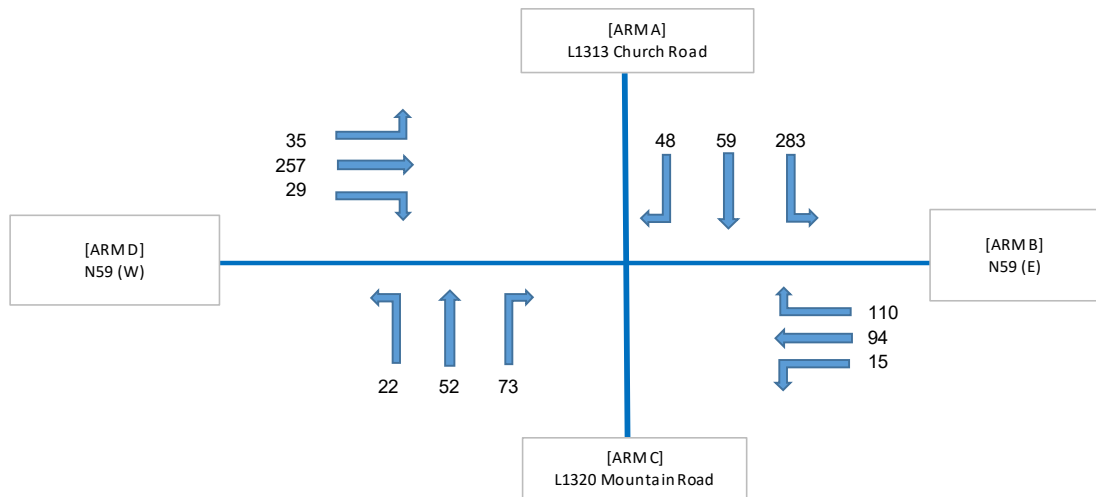 [ARM A]
L1313 Church Road
35
257
29
48 59 283
[ARM D]
N59 (W)
[ARM B]
N59 (E)
110
94
15
22 52 73
[ARM C]
L1320 Mountain Road